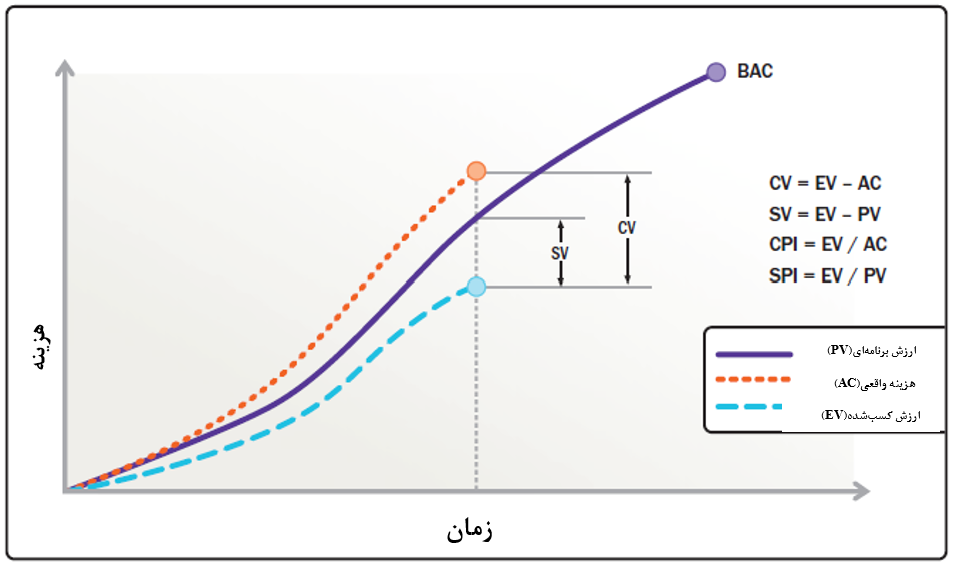 BAC
CV = EV – AC
SV = EV – PV
CPI = EV / AC
SPI = EV / PV
CV
SV
هزینه
ارزش برنامه‌ای(PV)
هزینه واقعی(AC)
ارزش کسب‌شده(EV)
زمان